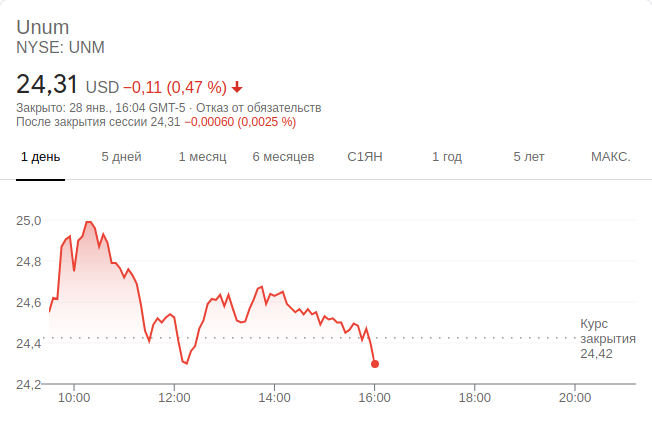 Unum
NYSE: UNM
24,31 USD −0,11 (0,47 %)
Закрыто: 28 янв., 16:04 GMT-5 · Отказ от обязательств
После закрытия сессии 24,31 −0,00060 (0,0025 %)
1 день 5 дней 1 месяц 6 месяцев С1ЯН 1 год 5 лет МАКС.
25,0
24,8
24,6
24,4
24,2
Курс
закрытия
24,42
10:00 12:00 14:00 16:00 18:00 20:00